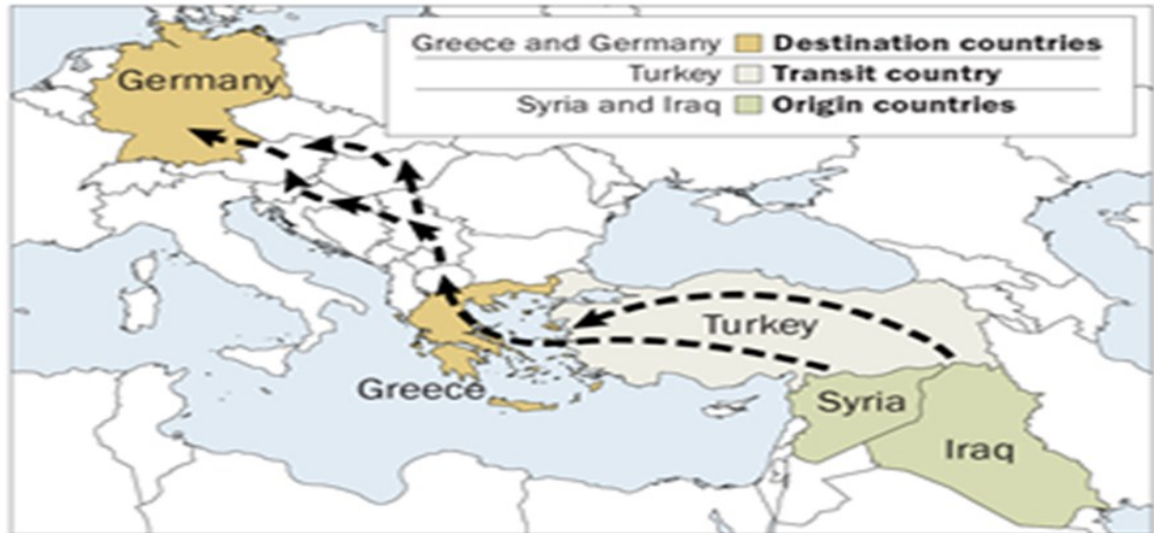 Greece and Germany Destination countries
Turkey Transit country
Syria and Iraq Origin countries
Germany
Turkey
Greece
Syria
Iraq